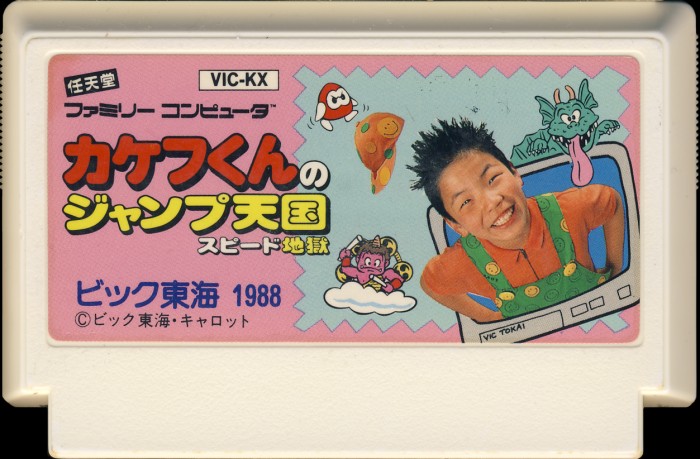 任天堂
VIC-KX
ファミリー コンピュータ™
カケフくんの
ジャンプ天国
スピード地獄
ビック東海 1988
©ビック東海・キャロット
VIC TOKAI